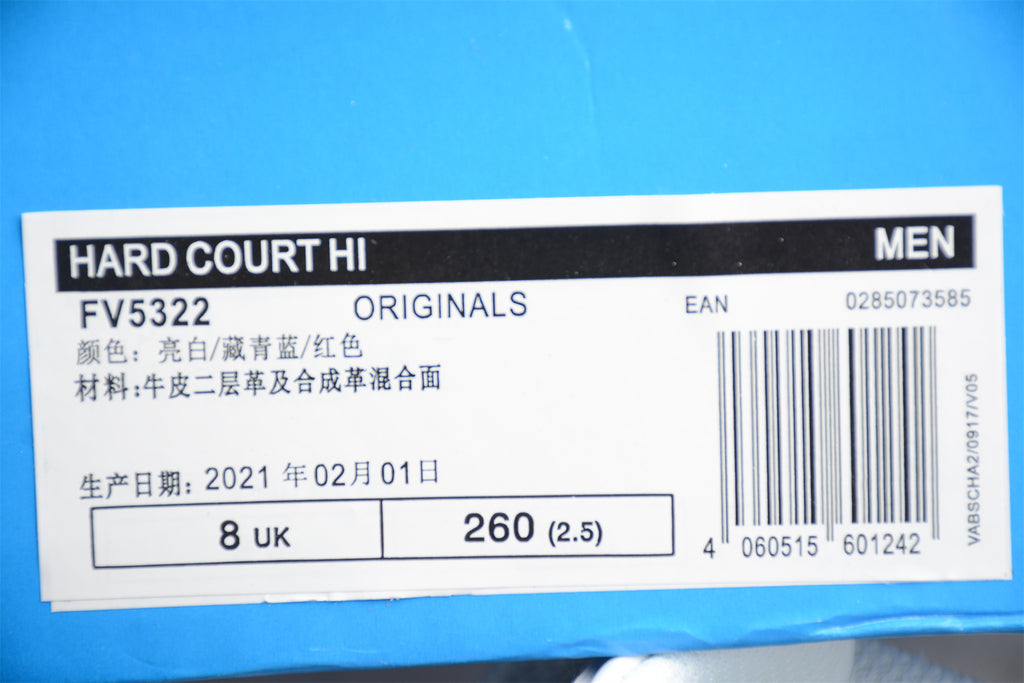 HARD COURT HI MEN
FV5322 ORIGINALS EAN 0285073585
颜色：亮白/藏青蓝/红色
材料:牛皮二层革及合成革混合面
生产日期：2021 年02月01日
8 UK 260 (2.5)
4 060515 601242
VABSCHA2/0917/V05